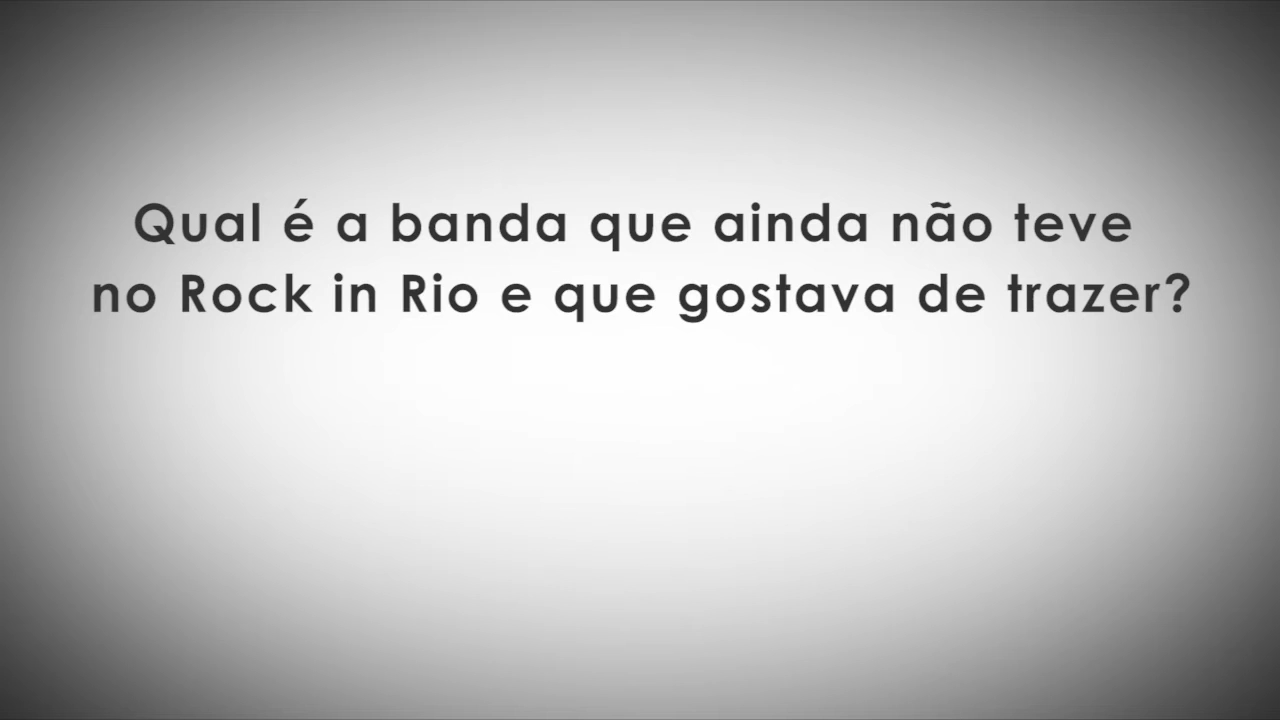 Qual é a banda que ainda não teve
no Rock in Rio e que gostava de trazer?